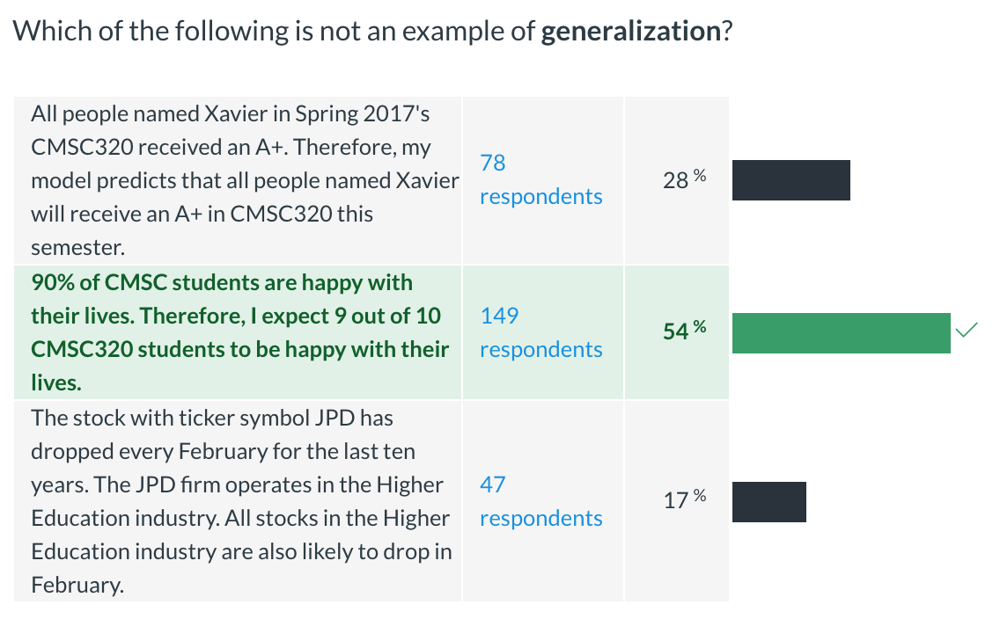 Which of the following is not an example of generalization?
All people named Xavier in Spring 2017's
CMSC320 received an A+. Therefore, my
model predicts that all people named Xavier
will receive an A+ in CMSC320 this
semester.
78
respondents
28 %
90% of CMSC students are happy with
their lives. Therefore, I expect 9 out of 10
CMSC320 students to be happy with their
lives.
149
respondents
54 %
The stock with ticker symbol JPD has
dropped every February for the last ten
years. The JPD firm operates in the Higher
Education industry. All stocks in the Higher
Education industry are also likely to drop in
February.
47
respondents
17 %